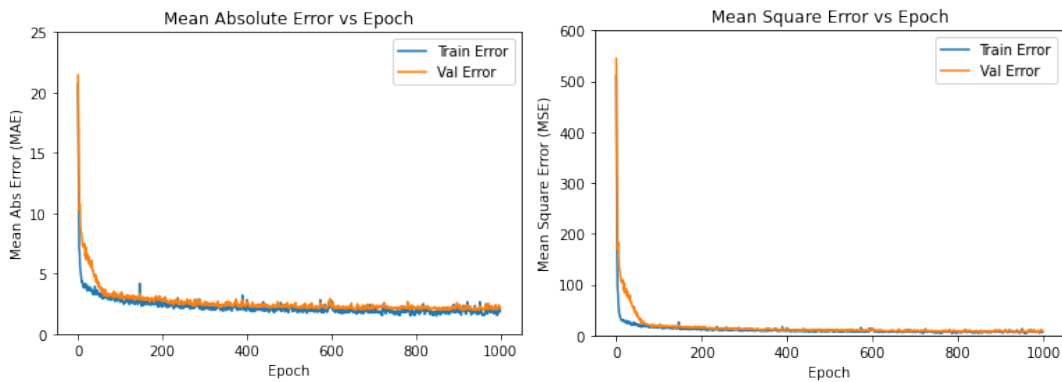 Mean Absolute Error vs Epoch
25
20
15
10
5
0
Mean Abs Error (MAE)
0 200 400 600 800 1000
Epoch
Train Error
Val Error
Mean Square Error vs Epoch
600
500
400
300
200
100
0
Mean Square Error (MSE)
0 200 400 600 800 1000
Epoch
Train Error
Val Error